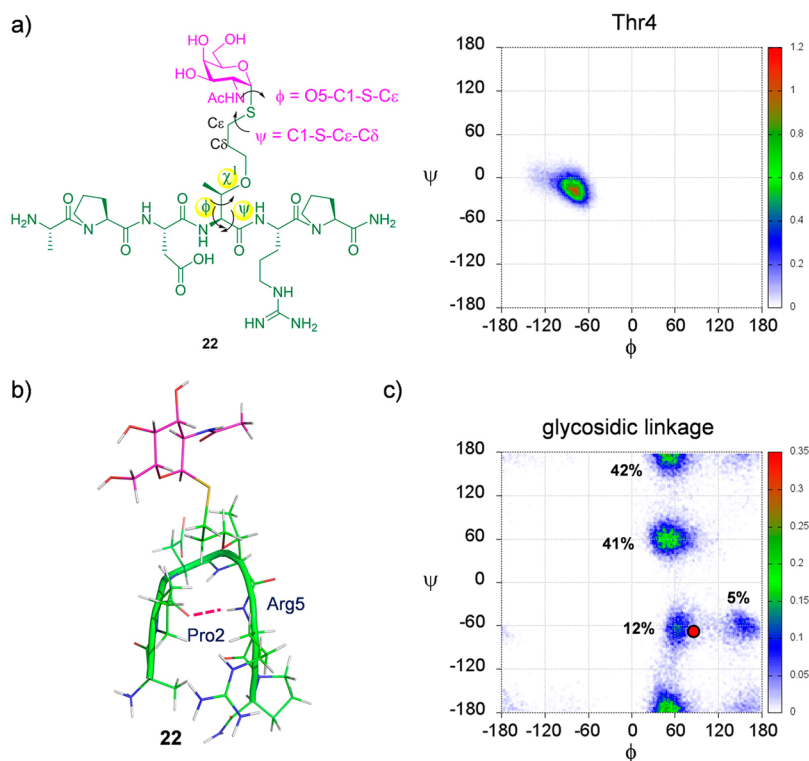 a)
OH OH
HO
O
AcHN
ϕ = O5-C1-S-Cε
S
Cε
ψ = C1-S-Cε-Cδ
Cδ
χ¹
O
ϕ
ψ
H₂N
O
N
O
H
N
O
N
H
O
H
N
O
N
O
NH₂
OH
O
NH
HN
NH₂
22
Thr4
180
120
60
ψ 0
-60
-120
-180
-180 -120 -60 0 60 120 180
ϕ
1.2
1
0.8
0.6
0.4
0.2
0
b)
Arg5
Pro2
22
c)
glycosidic linkage
180
120
60
ψ 0
-60
-120
-180
-180 -120 -60 0 60 120 180
ϕ
42%
41%
5%
12%
0.35
0.3
0.25
0.2
0.15
0.1
0.05
0